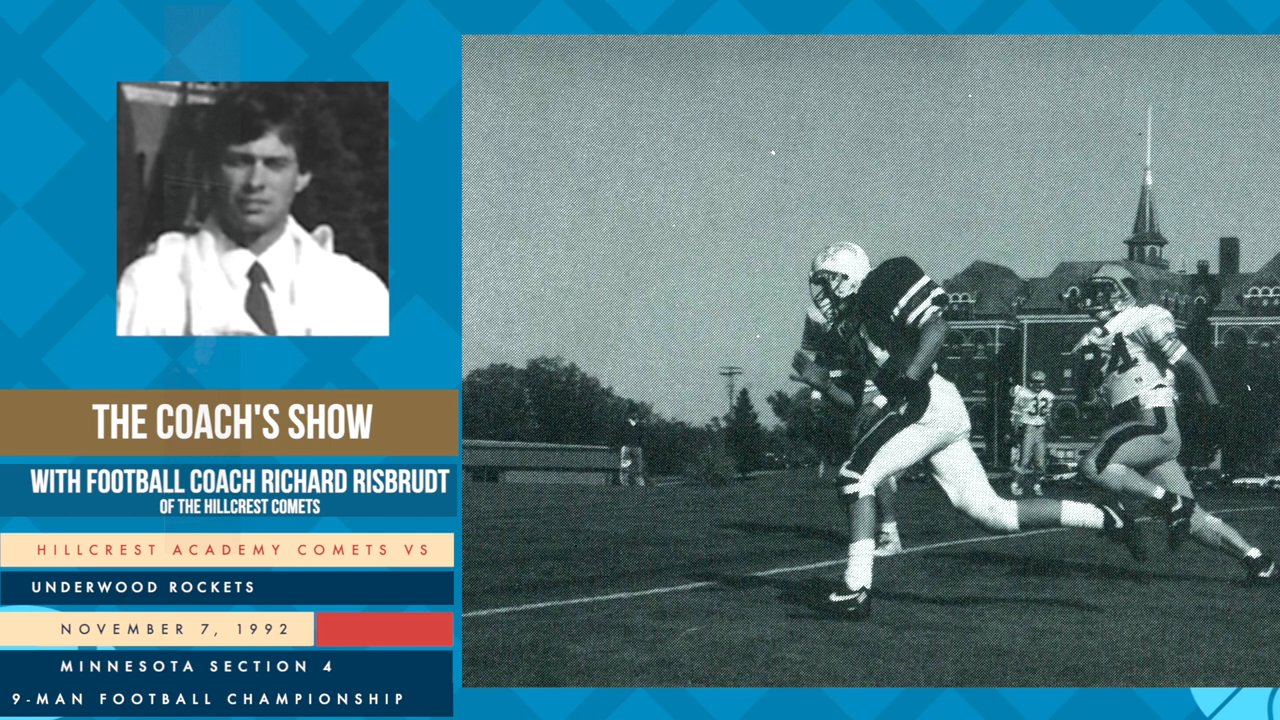 THE COACH'S SHOW
WITH FOOTBALL COACH RICHARD RISBRUDT
OF THE HILLCREST COMETS
HILLCREST ACADEMY COMETS VS
UNDERWOOD ROCKETS
NOVEMBER 7, 1992
MINNESOTA SECTION 4
9-MAN FOOTBALL CHAMPIONSHIP
32